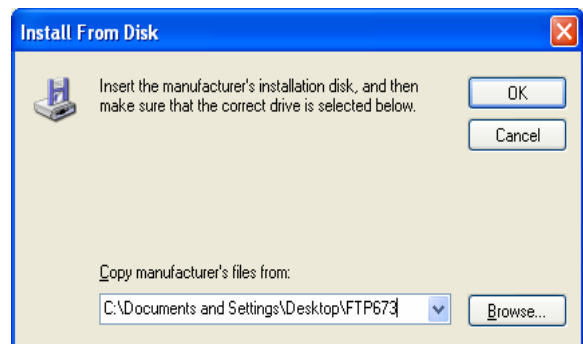 Install From Disk
Insert the manufacturer's installation disk, and then
make sure that the correct drive is selected below.
OK
Cancel
Copy manufacturer's files from:
C:\Documents and Settings\Desktop\FTP673
Browse...